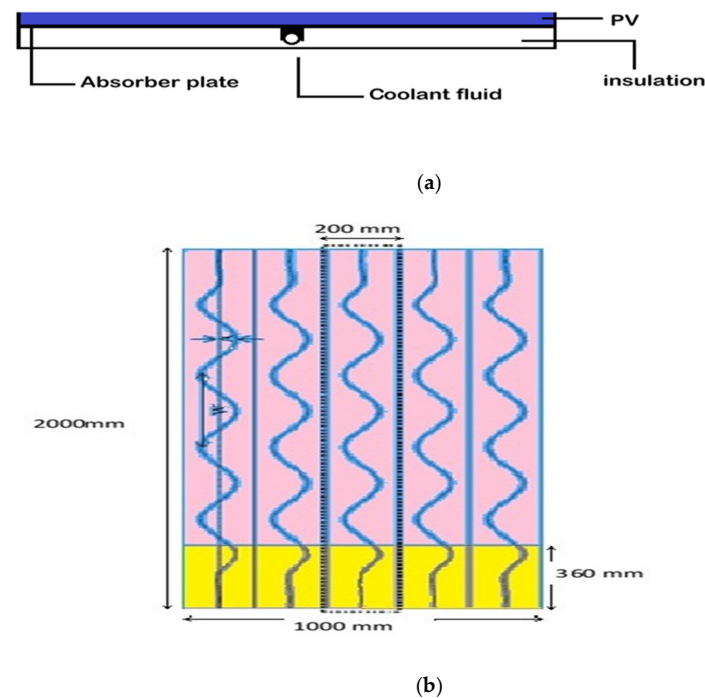 PV
Absorber plate
Coolant fluid
insulation
(a)
200 mm
2000mm
360 mm
1000 mm
(b)